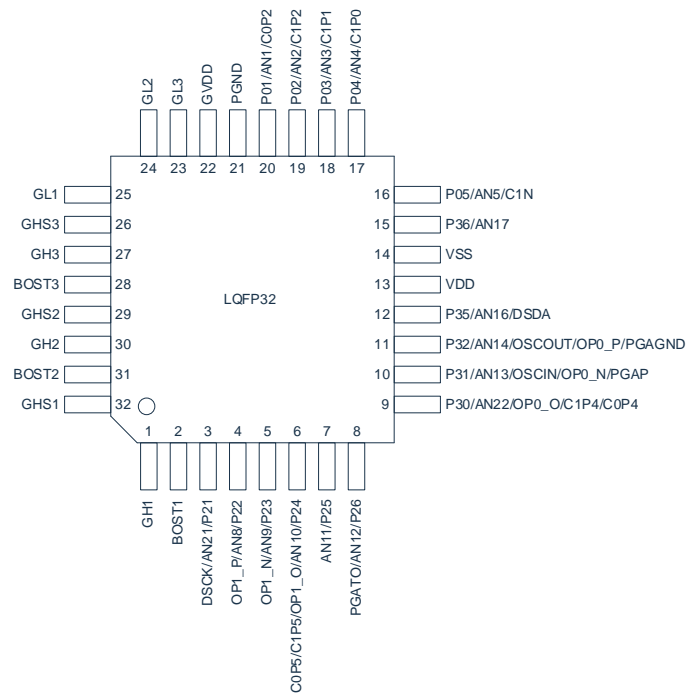 GL2
GL3
GVDD
PGND
P01/AN1/C0P2
P02/AN2/C1P2
P03/AN3/C1P1
P04/AN4/C1P0
24
23
22
21
20
19
18
17
GL1
25
GHS3
26
GH3
27
BOST3
28
GHS2
29
GH2
30
BOST2
31
GHS1
32
LQFP32
16
P05/AN5/C1N
15
P36/AN17
14
VSS
13
VDD
12
P35/AN16/DSDA
11
P32/AN14/OSCOUT/OP0_P/PGAGND
10
P31/AN13/OSCIN/OP0_N/PGAP
9
P30/AN22/OP0_O/C1P4/C0P4
1
2
3
4
5
6
7
8
GH1
BOST1
DSCK/AN21/P21
OP1_P/AN8/P22
OP1_N/AN9/P23
C0P5/C1P5/OP1_O/AN10/P24
AN11/P25
PGATO/AN12/P26